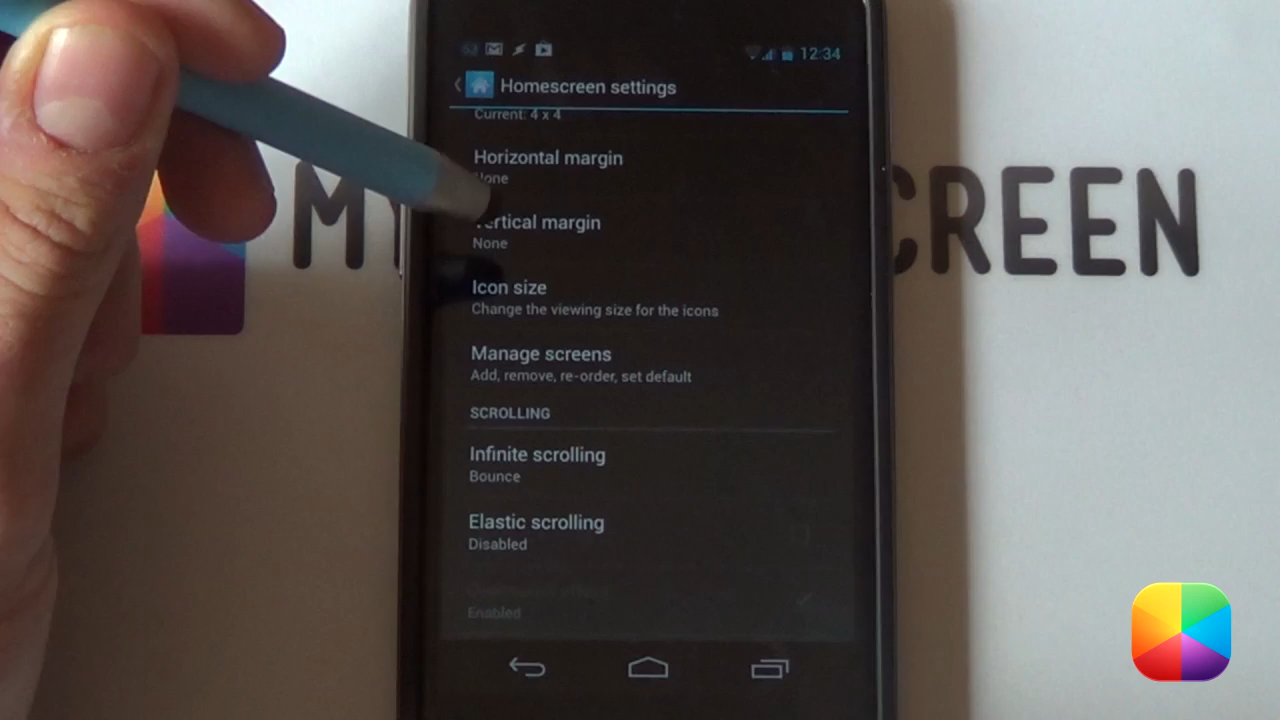 12:34
Homescreen settings
Current: 4 x 4
Horizontal margin
None
Vertical margin
None
Icon size
Change the viewing size for the icons
Manage screens
Add, remove, re-order, set default
SCROLLING
Infinite scrolling
Bounce
Elastic scrolling
Disabled
Enabled
MY CREEN